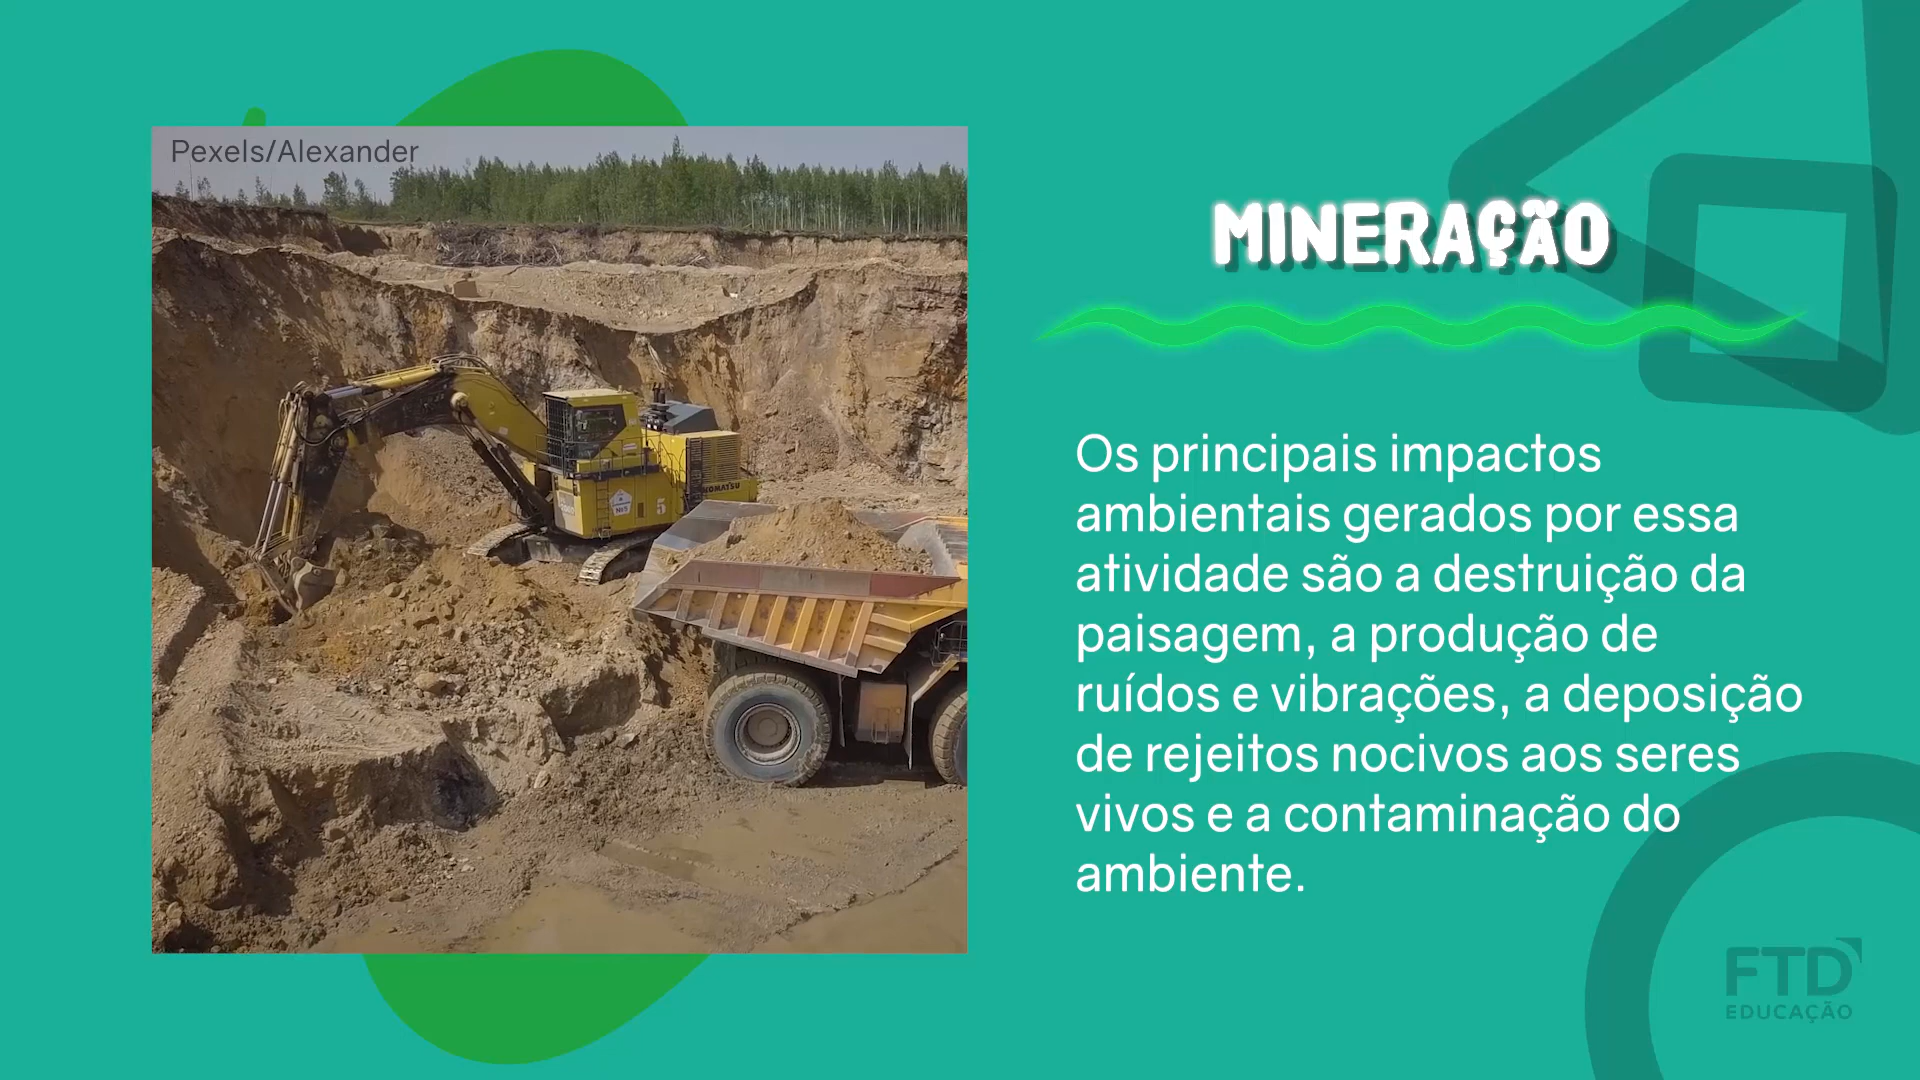 Pexels/Alexander
MINERAÇÃO
Os principais impactos
ambientais gerados por essa
atividade são a destruição da
paisagem, a produção de
ruídos e vibrações, a deposição
de rejeitos nocivos aos seres
vivos e a contaminação do
ambiente.
KOMATSU
5
FTD
EDUCAÇÃO